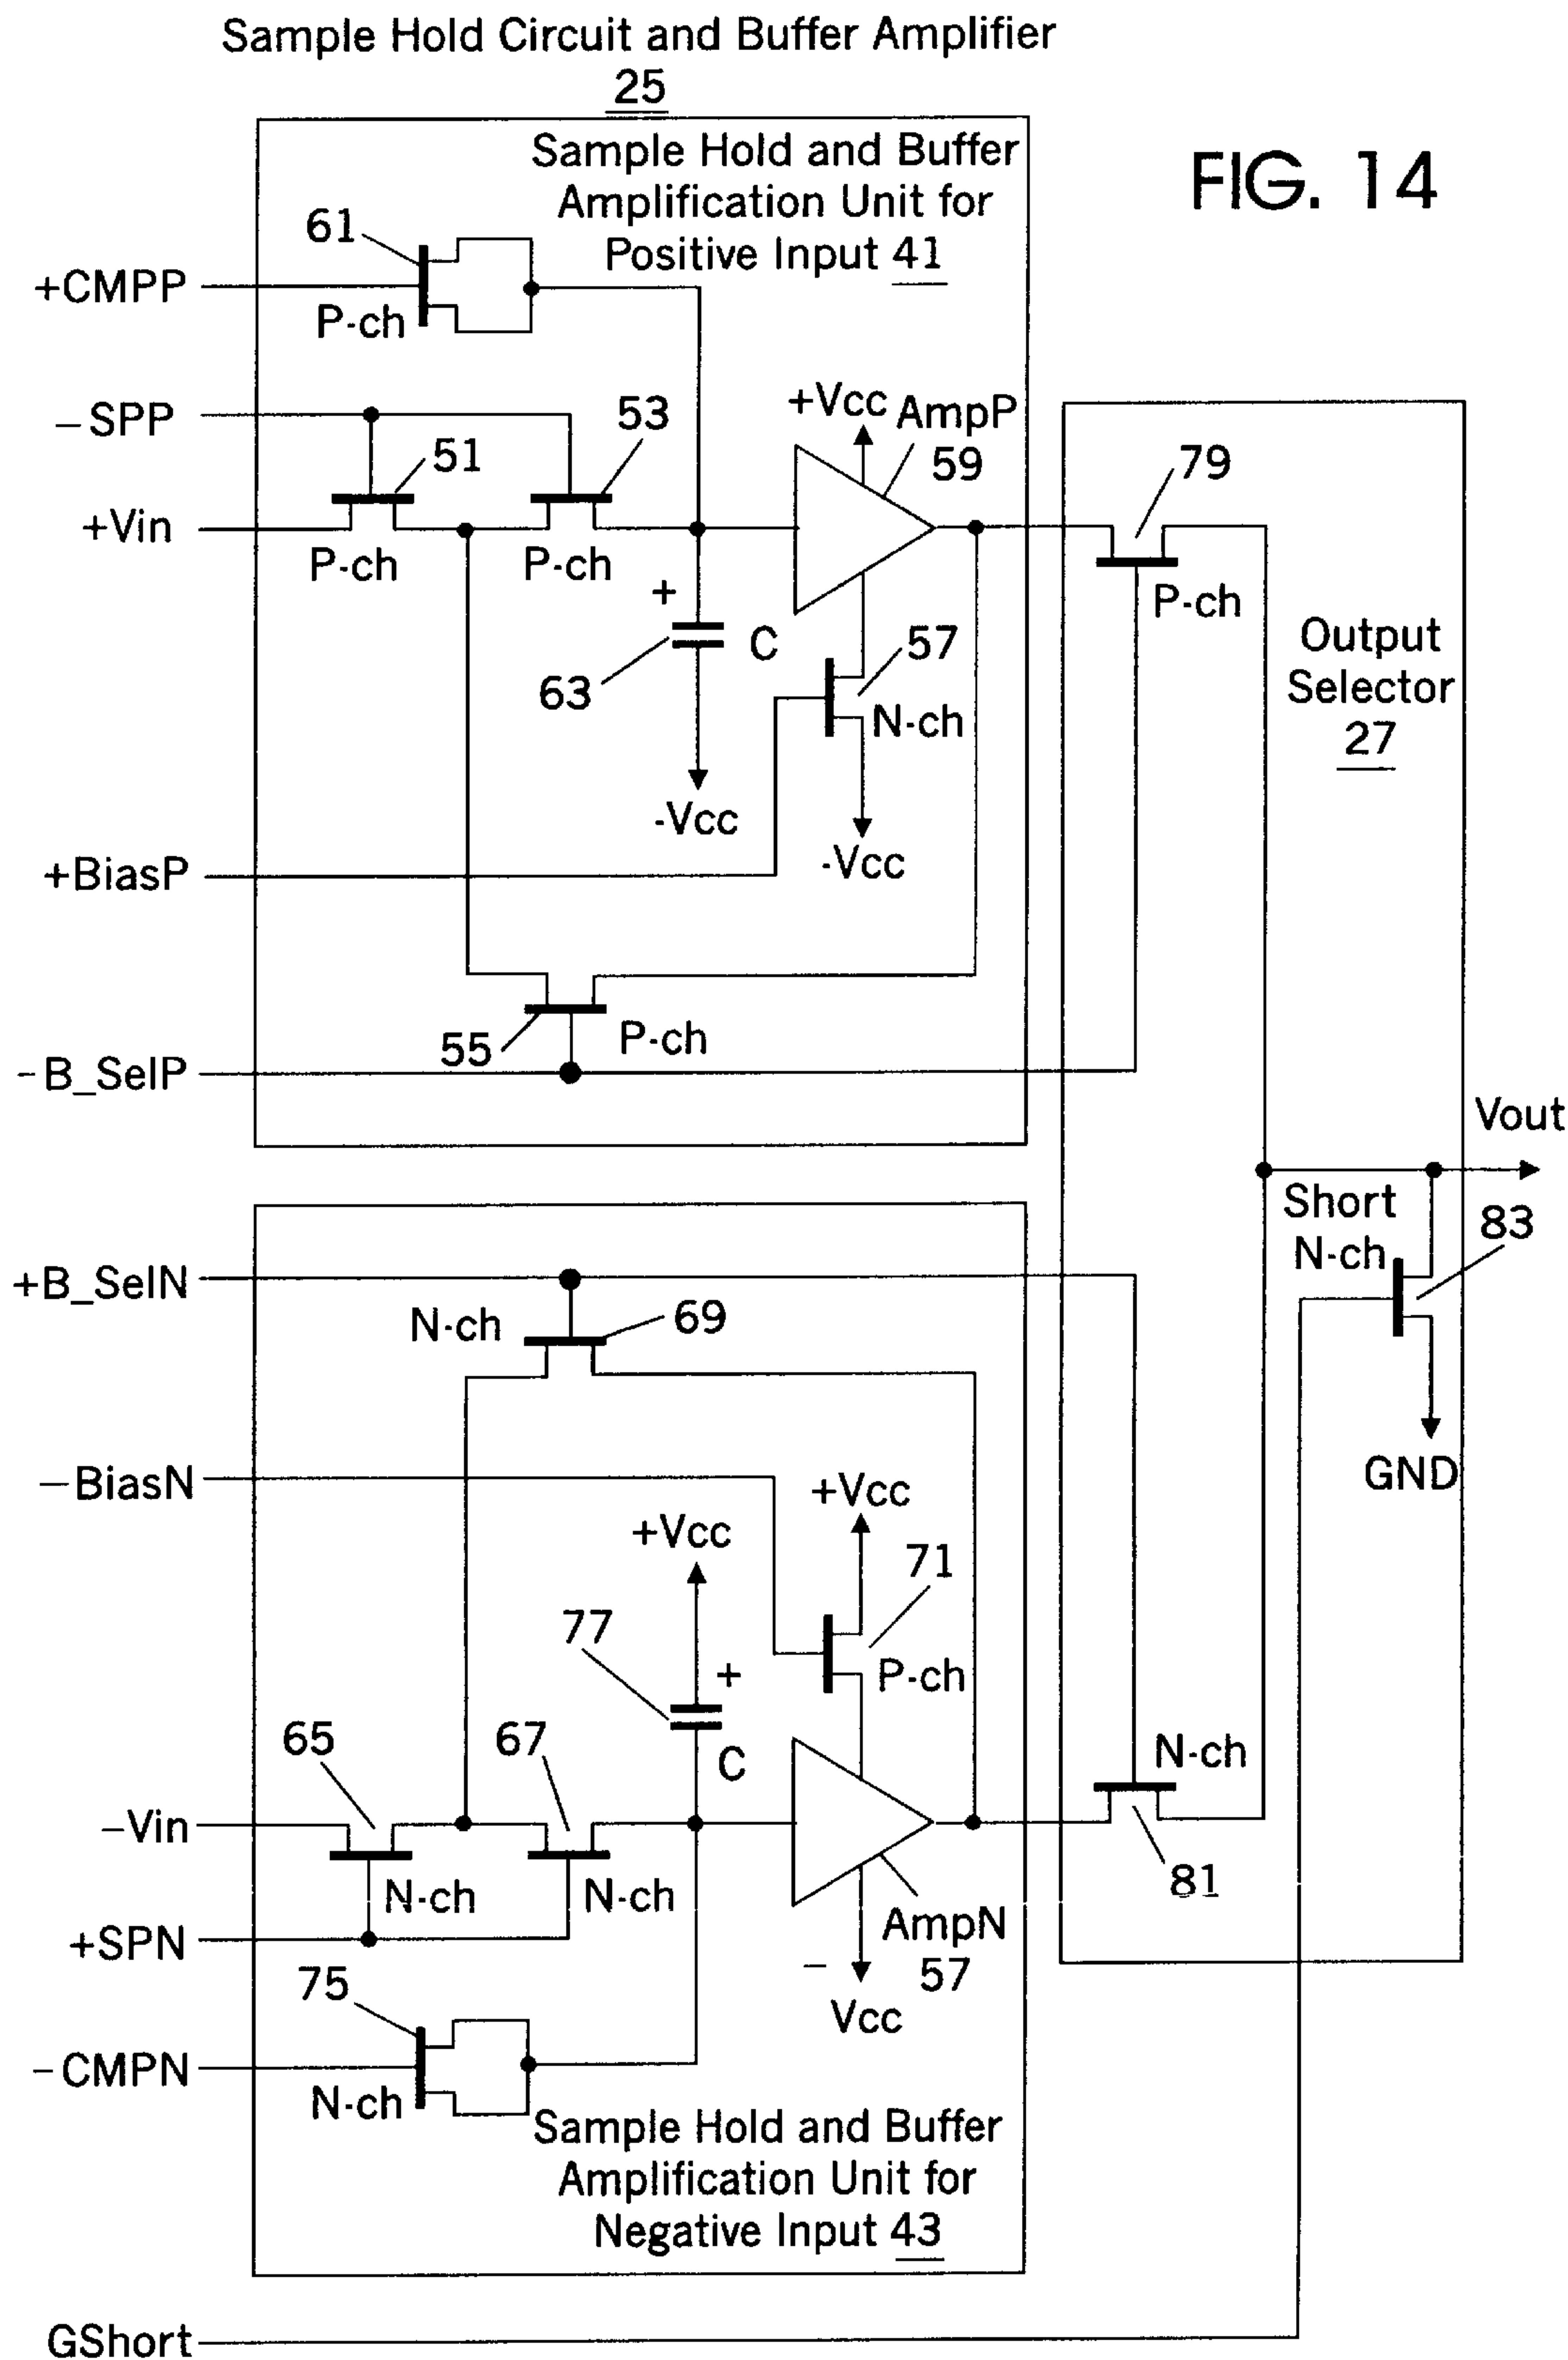 Sample Hold Circuit and Buffer Amplifier
25
FIG. 14
Sample Hold and Buffer
Amplification Unit for
Positive Input 41
61
+CMPP
P-ch
-SPP
51
53
+Vcc
AmpP
59
79
+Vin
P-ch
P-ch
P-ch
+
C
63
57
N-ch
Output
Selector
27
-Vcc
-Vcc
+BiasP
55
P-ch
-B_SelP
Vout
Short
N-ch
83
+B_SelN
N-ch
69
GND
-BiasN
+Vcc
+Vcc
71
77
+
P-ch
C
65
67
N-ch
-Vin
N-ch
N-ch
81
+SPN
AmpN
57
–
Vcc
75
-CMPN
N-ch
Sample Hold and Buffer
Amplification Unit for
Negative Input 43
GShort